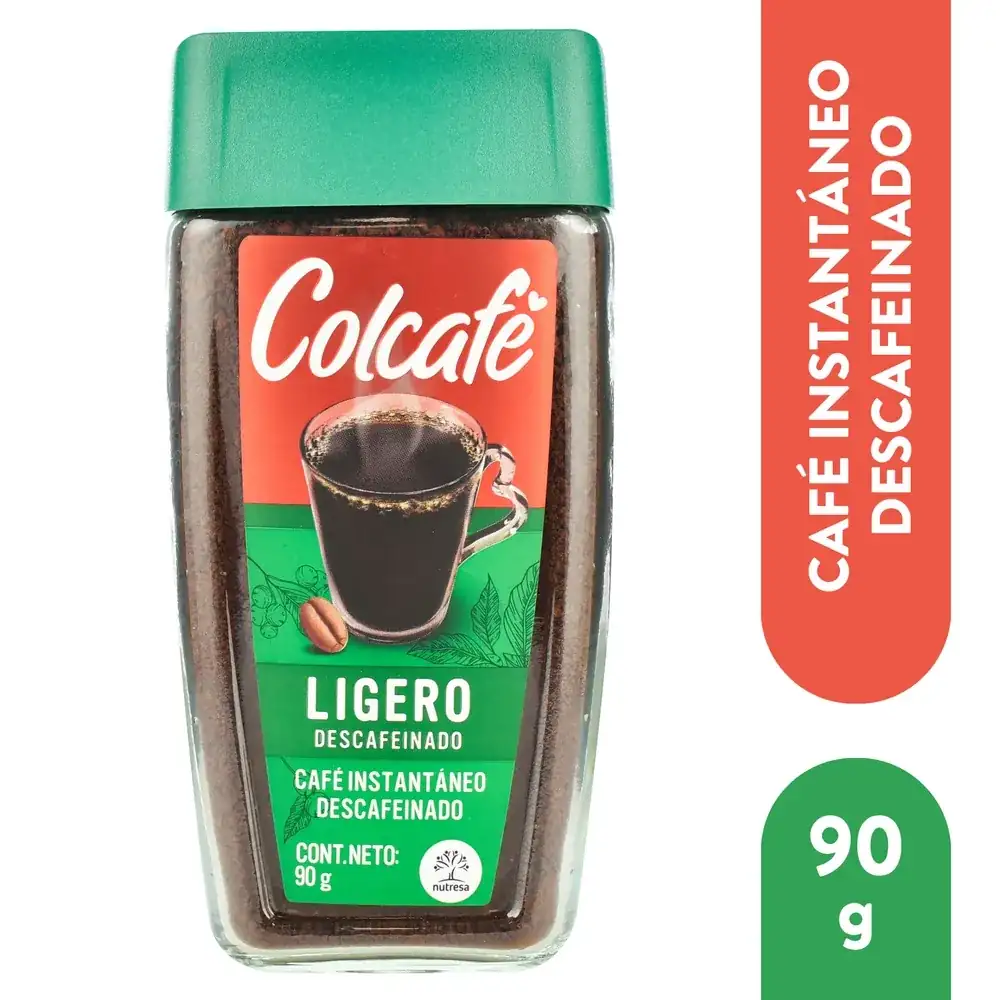 Colcafé
LIGERO
DESCAFEINADO
CAFÉ INSTANTÁNEO
DESCAFEINADO
CONT.NETO:
90 g
nutresa
CAFÉ INSTANTÁNEO
DESCAFEINADO
90
g